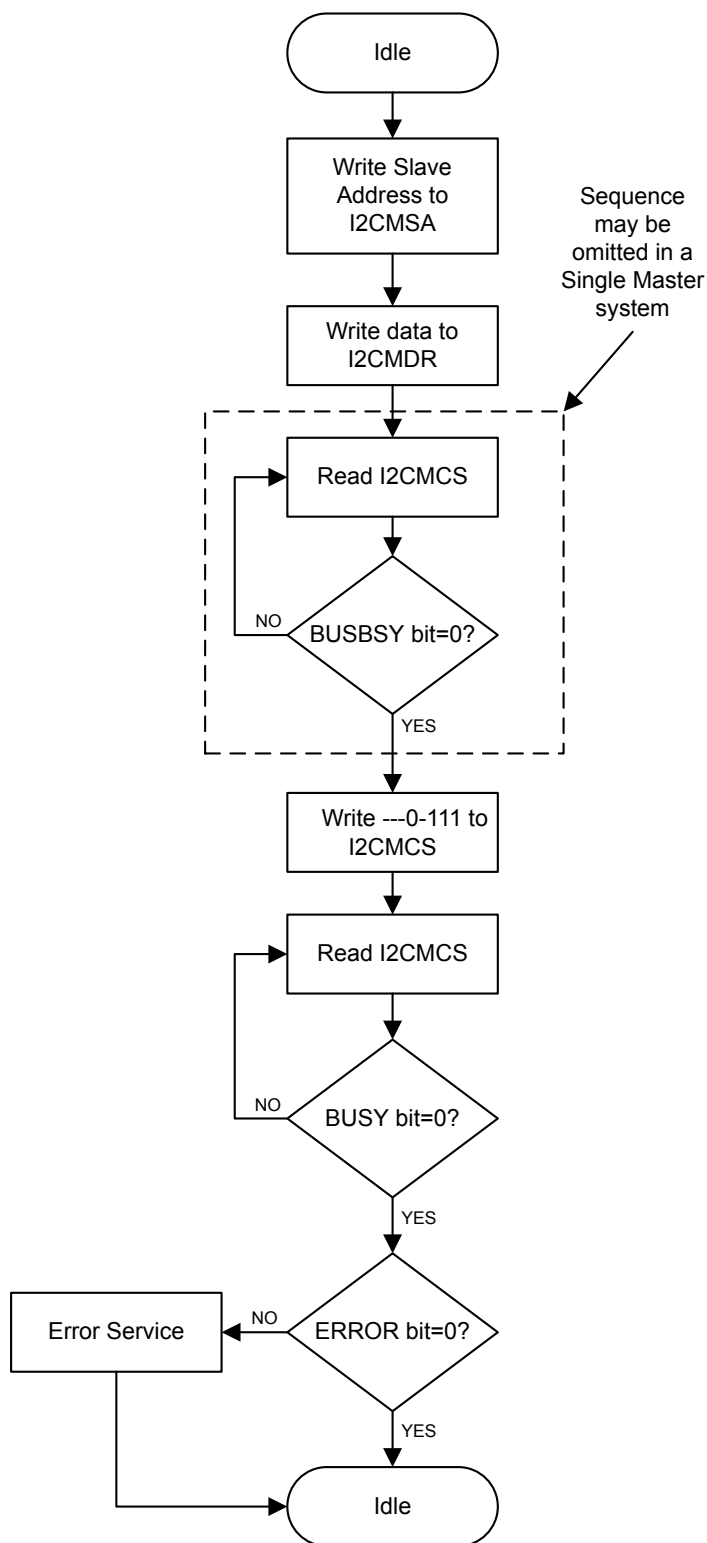 Idle
Write Slave
Address to
I2CMSA
Sequence
may be
omitted in a
Single Master
system
Write data to
I2CMDR
Read I2CMCS
NO
BUSBSY bit=0?
YES
Write ---0-111 to
I2CMCS
Read I2CMCS
NO
BUSY bit=0?
YES
Error Service
NO
ERROR bit=0?
YES
Idle